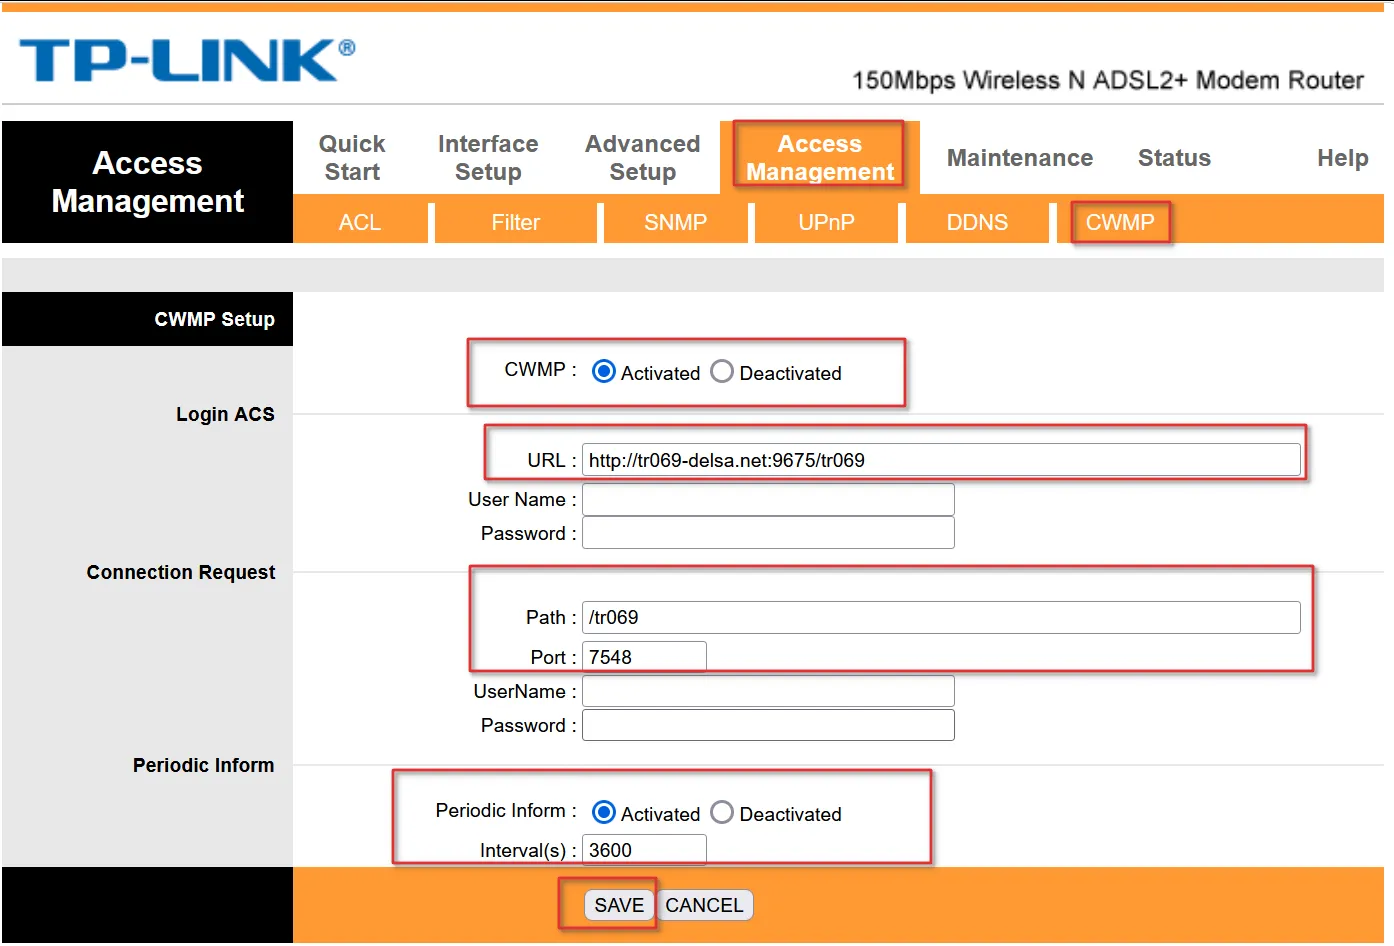 TP-LINK®
150Mbps Wireless N ADSL2+ Modem Router
Access
Management
Quick
Start
Interface
Setup
Advanced
Setup
Access
Management
Maintenance
Status
Help
ACL
Filter
SNMP
UPnP
DDNS
CWMP
CWMP Setup
CWMP : Activated Deactivated
Login ACS
URL : http://tr069-delsa.net:9675/tr069
User Name :
Password :
Connection Request
Path : /tr069
Port : 7548
UserName :
Password :
Periodic Inform
Periodic Inform : Activated Deactivated
Interval(s) : 3600
SAVE CANCEL